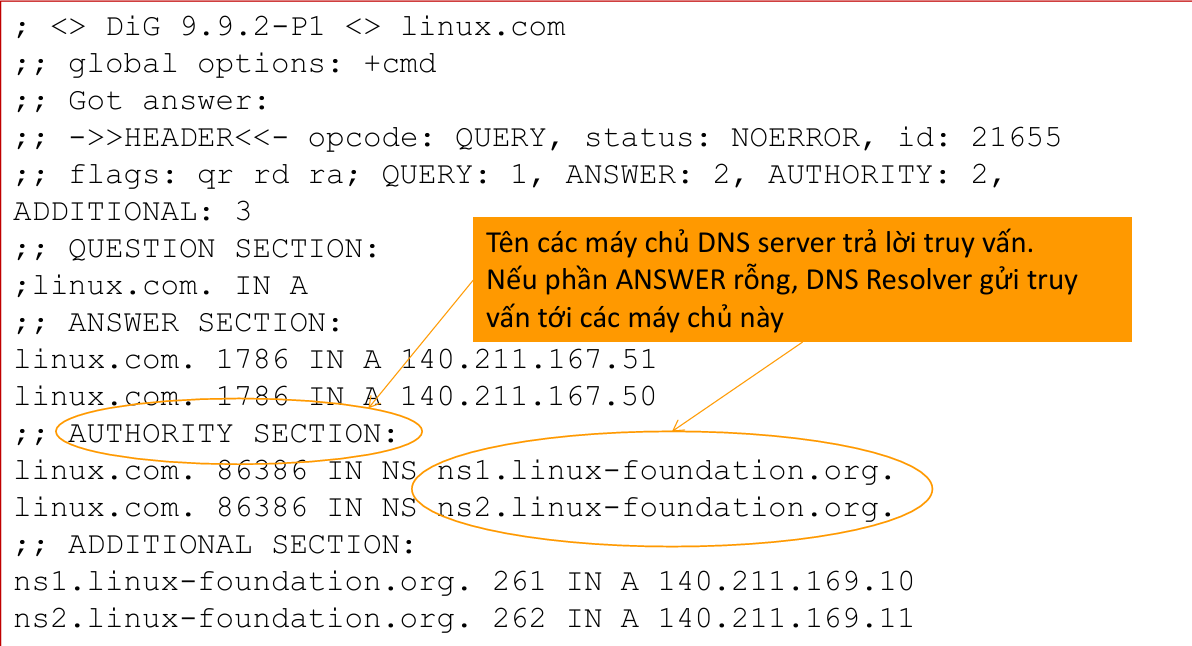 ; <> DiG 9.9.2-P1 <> linux.com
;; global options: +cmd
;; Got answer:
;; ->>HEADER<<- opcode: QUERY, status: NOERROR, id: 21655
;; flags: qr rd ra; QUERY: 1, ANSWER: 2, AUTHORITY: 2,
ADDITIONAL: 3
;; QUESTION SECTION:
;linux.com. IN A
;; ANSWER SECTION:
linux.com. 1786 IN A 140.211.167.51
linux.com. 1786 IN A 140.211.167.50
;; AUTHORITY SECTION:
linux.com. 86386 IN NS ns1.linux-foundation.org.
linux.com. 86386 IN NS ns2.linux-foundation.org.
;; ADDITIONAL SECTION:
ns1.linux-foundation.org. 261 IN A 140.211.169.10
ns2.linux-foundation.org. 262 IN A 140.211.169.11
Tên các máy chủ DNS server trả lời truy vấn.
Nếu phần ANSWER rỗng, DNS Resolver gửi truy
vấn tới các máy chủ này